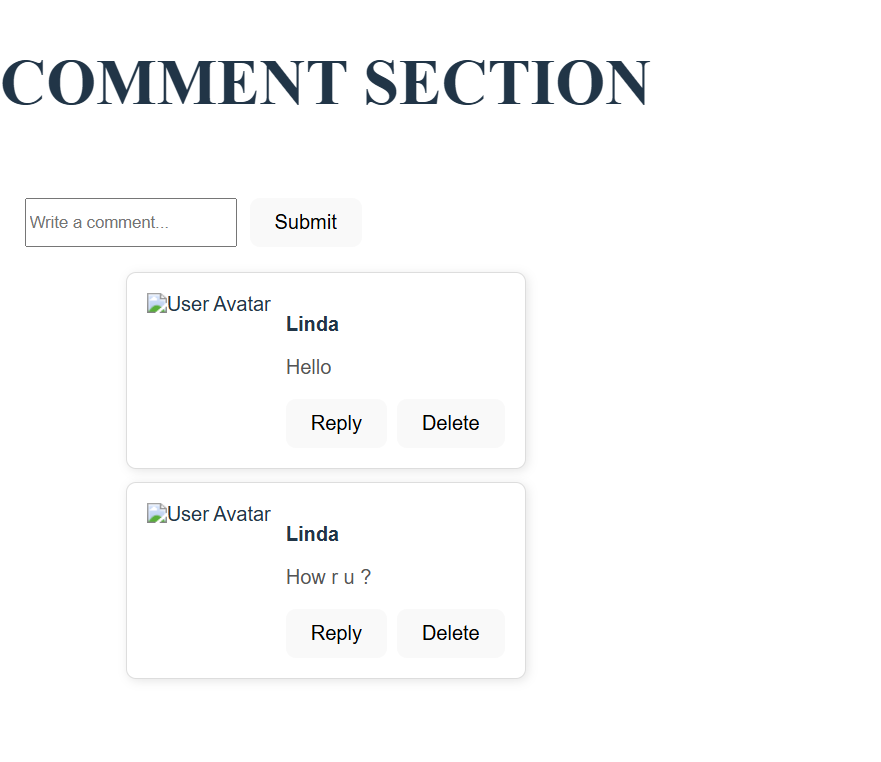 COMMENT SECTION
Write a comment...
Submit
User Avatar
Linda
Hello
Reply
Delete
User Avatar
Linda
How r u ?
Reply
Delete